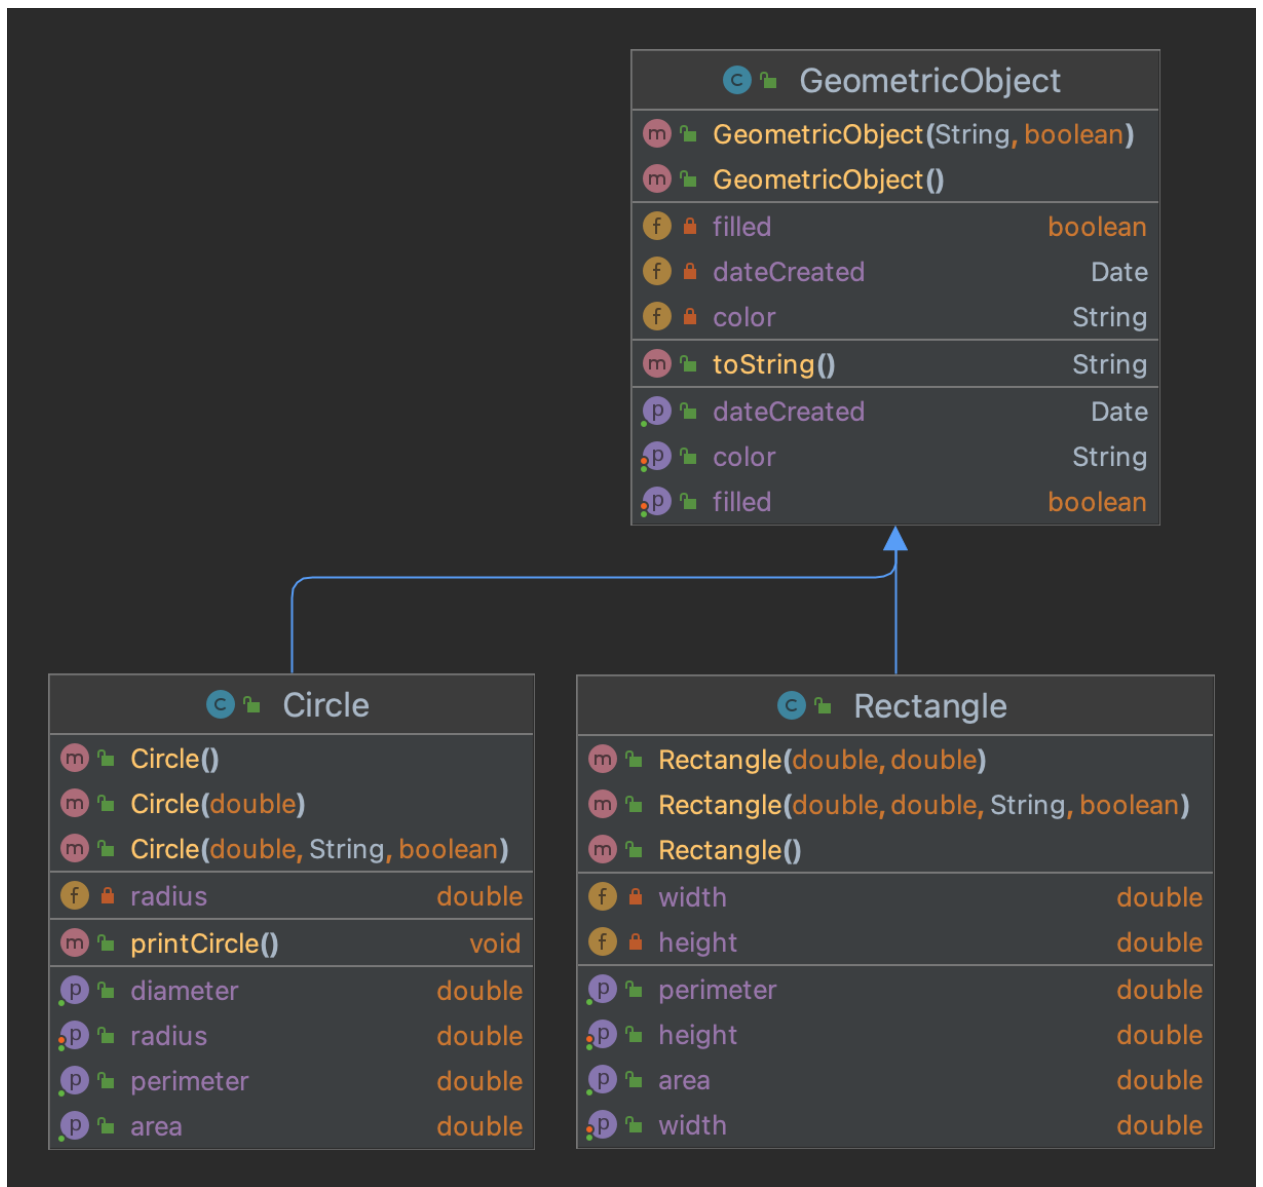 GeometricObject
GeometricObject(String, boolean)
GeometricObject()
filled boolean
dateCreated Date
color String
toString() String
dateCreated Date
color String
filled boolean
Circle
Circle()
Circle(double)
Circle(double, String, boolean)
radius double
printCircle() void
diameter double
radius double
perimeter double
area double
Rectangle
Rectangle(double, double)
Rectangle(double, double, String, boolean)
Rectangle()
width double
height double
perimeter double
height double
area double
width double